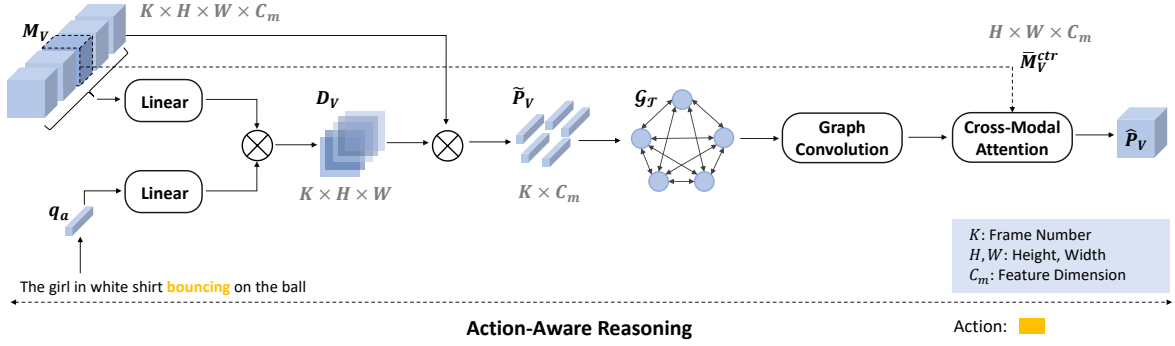 K × H × W × C_m
M_V
H × W × C_m
M̅_V^ctr
Linear
D_V
P̃_V
𝒢_𝒯
Graph
Convolution
Cross-Modal
Attention
P̂_V
K × H × W
K × C_m
Linear
q_a
The girl in white shirt bouncing on the ball
K: Frame Number
H, W: Height, Width
C_m: Feature Dimension
Action-Aware Reasoning
Action: